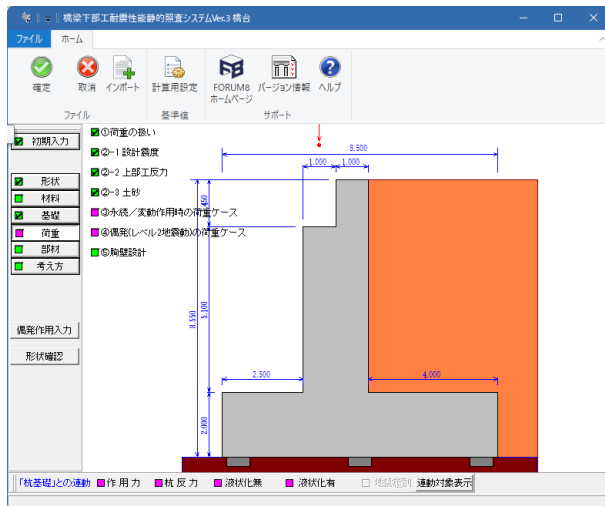 橋梁下部工耐震性能静的照査システムVer.3 橋台
ファイル ホーム
確定 取消 インポート 計算用設定 FORUM8 ホームページ バージョン情報 ヘルプ
ファイル 基準値 サポート
初期入力
形状
材料
基礎
荷重
部材
考え方
偶発作用入力
形状確認
①荷重の扱い
②-1 設計震度
②-2 上部工反力
②-3 土砂
③永続／変動作用時の荷重ケース
④偶発(レベル2地震動)の荷重ケース
⑤胸壁設計
8.500
1.000 1.000
5.100
8.550
2.500
4.000
2.000
「杭基礎」との連動 作用力 杭反力 液状化無 液状化有 地盤種別 連動対象表示